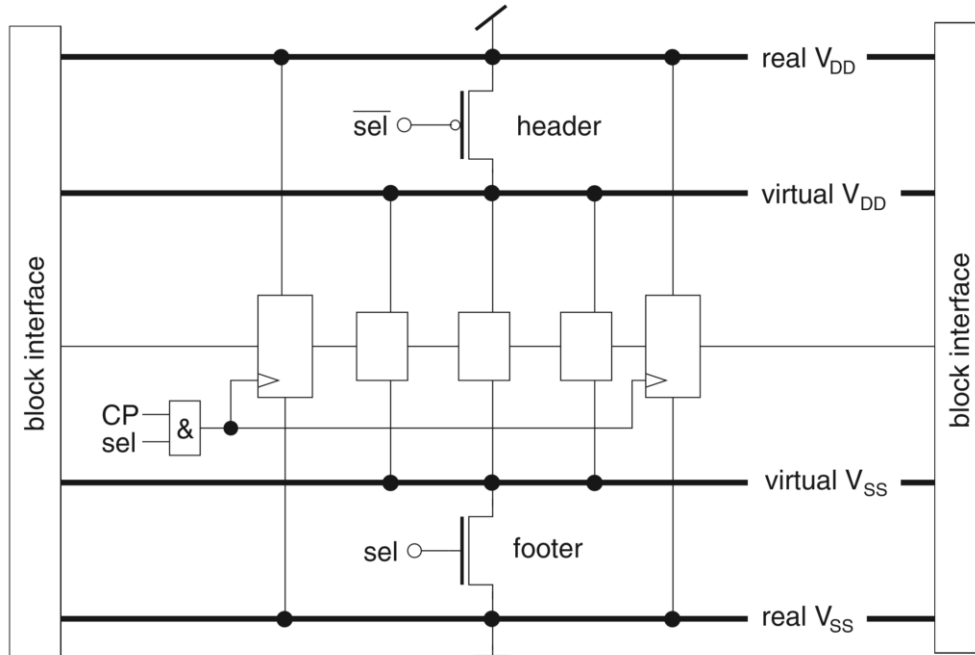 real V_DD
sel
header
virtual V_DD
block interface
block interface
CP
sel
&
virtual V_SS
sel
footer
real V_SS